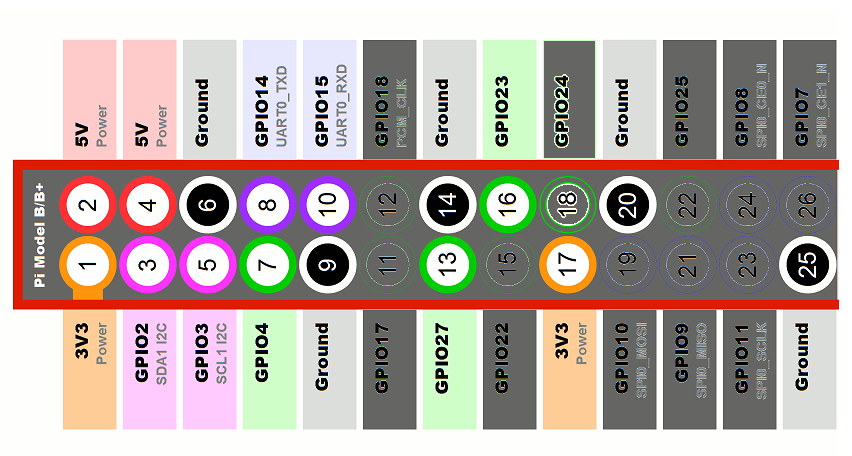 5V
Power
5V
Power
Ground
GPIO14
UART0_TXD
GPIO15
UART0_RXD
GPIO18
PCM_CLK
Ground
GPIO23
GPIO24
Ground
GPIO25
GPIO8
SPI0_CE0_N
GPIO7
SPI0_CE1_N
Pi Model B/B+
2
4
6
8
10
12
14
16
18
20
22
24
26
1
3
5
7
9
11
13
15
17
19
21
23
25
3V3
Power
GPIO2
SDA1 I2C
GPIO3
SCL1 I2C
GPIO4
Ground
GPIO17
GPIO27
GPIO22
3V3
Power
GPIO10
SPI0_MOSI
GPIO9
SPI0_MISO
GPIO11
SPI0_SCLK
Ground